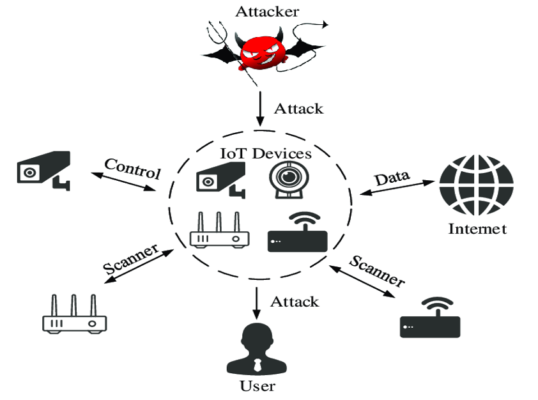 Attacker
Attack
IoT Devices
Control
Data
Internet
Scanner
Scanner
Attack
User